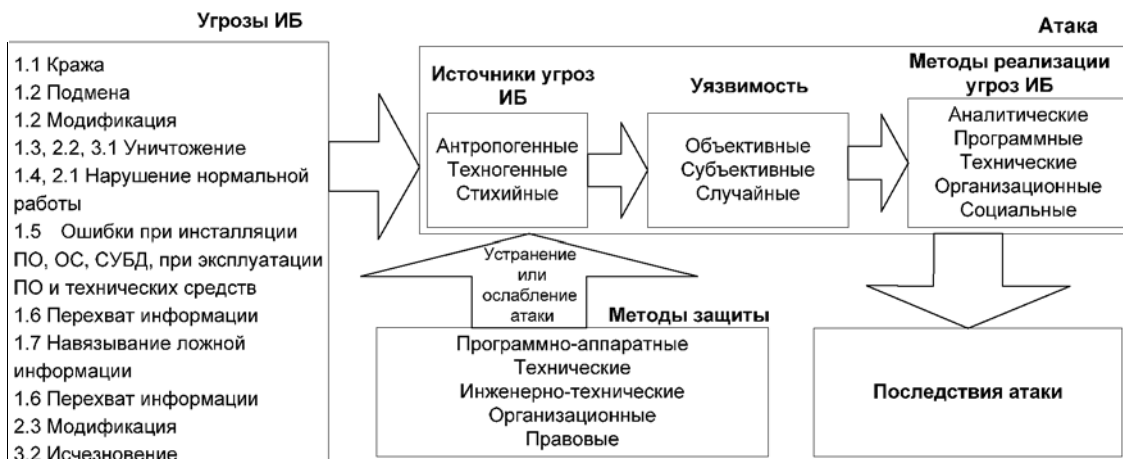 Угрозы ИБ
1.1 Кража
1.2 Подмена
1.2 Модификация
1.3, 2.2, 3.1 Уничтожение
1.4, 2.1 Нарушение нормальной
работы
1.5 Ошибки при инсталляции
ПО, ОС, СУБД, при эксплуатации
ПО и технических средств
1.6 Перехват информации
1.7 Навязывание ложной
информации
1.6 Перехват информации
2.3 Модификация
3.2 Исчезновение
Атака
Источники угроз
ИБ
Антропогенные
Техногенные
Стихийные
Уязвимость
Объективные
Субъективные
Случайные
Методы реализации
угроз ИБ
Аналитические
Программные
Технические
Организационные
Социальные
Устранение
или
ослабление
атаки
Методы защиты
Программно-аппаратные
Технические
Инженерно-технические
Организационные
Правовые
Последствия атаки